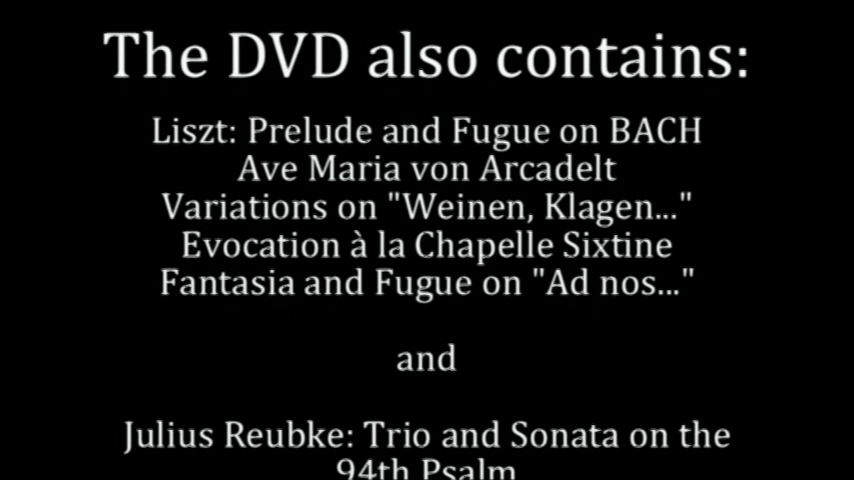 The DVD also contains:
Liszt: Prelude and Fugue on BACH
Ave Maria von Arcadelt
Variations on "Weinen, Klagen..."
Evocation à la Chapelle Sixtine
Fantasia and Fugue on "Ad nos..."
and
Julius Reubke: Trio and Sonata on the
94th Psalm